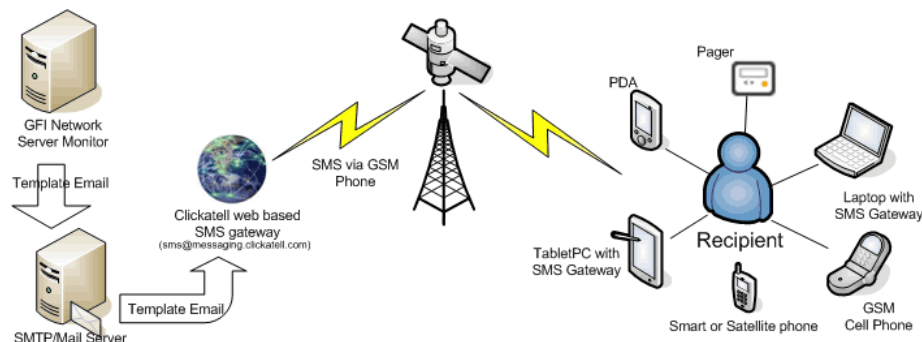 GFI Network
Server Monitor
Template Email
SMTP/Mail Server
Template Email
Clickatell web based
SMS gateway
(sms@messaging.clickatell.com)
SMS via GSM
Phone
PDA
Pager
Laptop with
SMS Gateway
Recipient
TabletPC with
SMS Gateway
Smart or Satellite phone
GSM
Cell Phone